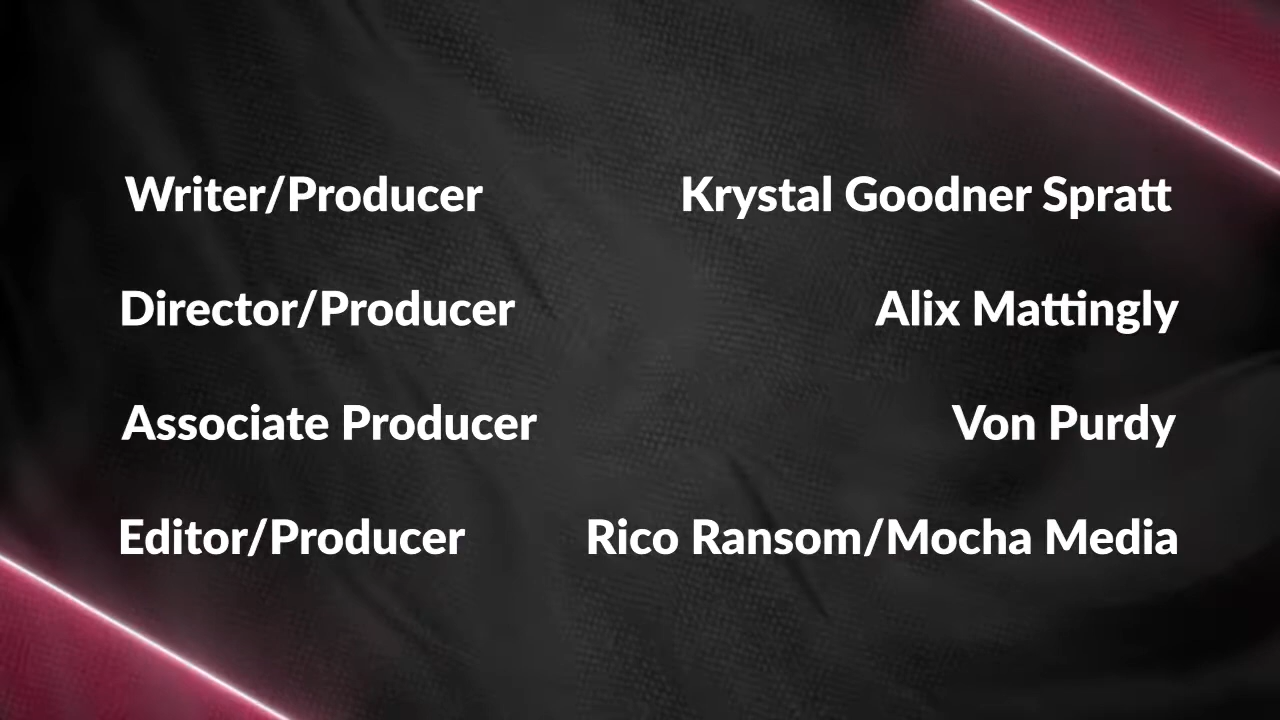 Writer/Producer Krystal Goodner Spratt
Director/Producer Alix Mattingly
Associate Producer Von Purdy
Editor/Producer Rico Ransom/Mocha Media